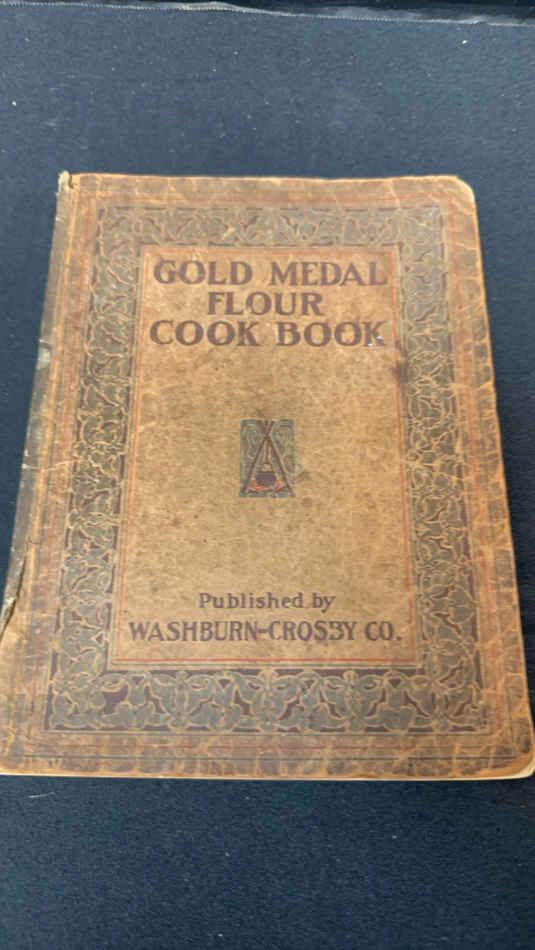 GOLD MEDAL
FLOUR
COOK BOOK
Published by
WASHBURN-CROSBY CO.